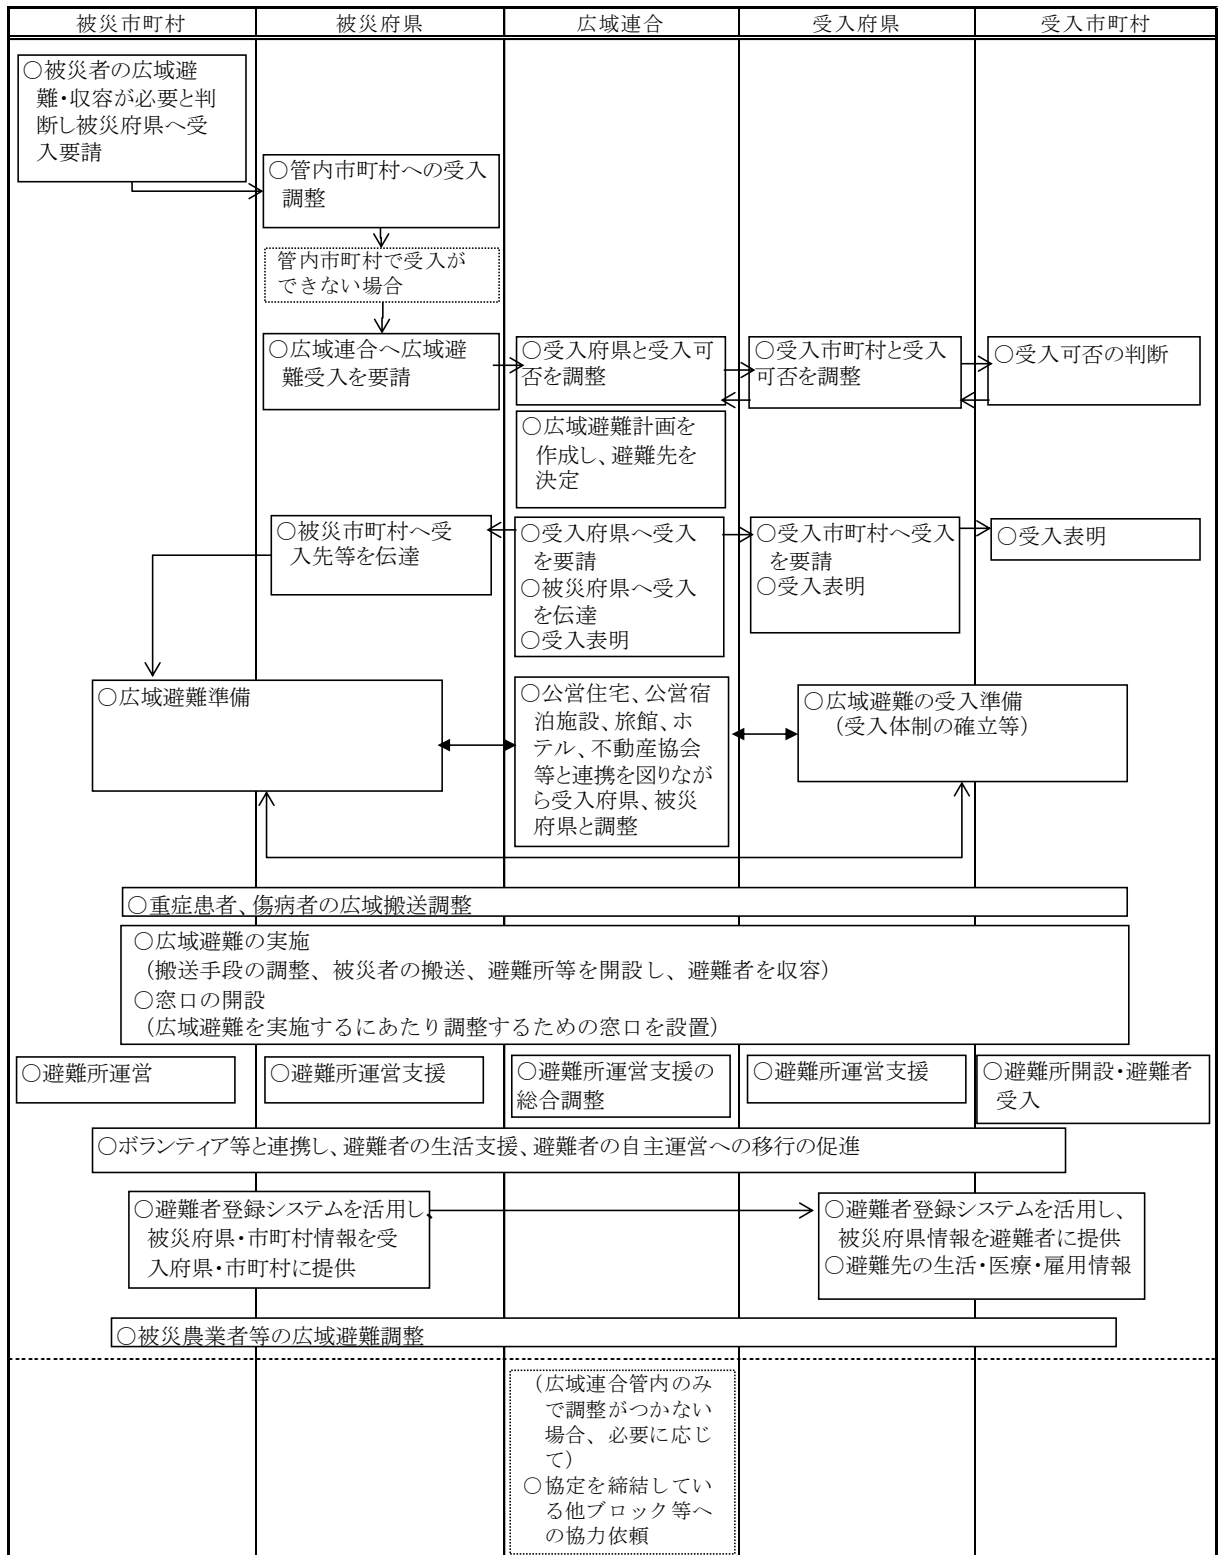 被災市町村
被災府県
広域連合
受入府県
受入市町村
○被災者の広域避
難・収容が必要と判
断し被災府県へ受
入要請
○管内市町村への受入
調整
管内市町村で受入が
できない場合
○広域連合へ広域避
難受入を要請
○受入府県と受入可
否を調整
○受入市町村と受入
可否を調整
○受入可否の判断
○広域避難計画を
作成し、避難先を
決定
○被災市町村へ受
入先等を伝達
○受入府県へ受入
を要請
○被災府県へ受入
を伝達
○受入表明
○受入市町村へ受入
を要請
○受入表明
○受入表明
○広域避難準備
○公営住宅、公営宿
泊施設、旅館、ホ
テル、不動産協会
等と連携を図りなが
ら受入府県、被災
府県と調整
○広域避難の受入準備
（受入体制の確立等）
○重症患者、傷病者の広域搬送調整
○広域避難の実施
（搬送手段の調整、被災者の搬送、避難所等を開設し、避難者を収容）
○窓口の開設
（広域避難を実施するにあたり調整するための窓口を設置）
○避難所運営
○避難所運営支援
○避難所運営支援の
総合調整
○避難所運営支援
○避難所開設・避難者
受入
○ボランティア等と連携し、避難者の生活支援、避難者の自主運営への移行の促進
○避難者登録システムを活用し、
被災府県・市町村情報を受
入府県・市町村に提供
○避難者登録システムを活用し、
被災府県情報を避難者に提供
○避難先の生活・医療・雇用情報
○被災農業者等の広域避難調整
（広域連合管内のみ
で調整がつかない
場合、必要に応じ
て）
○協定を締結してい
る他ブロック等へ
の協力依頼